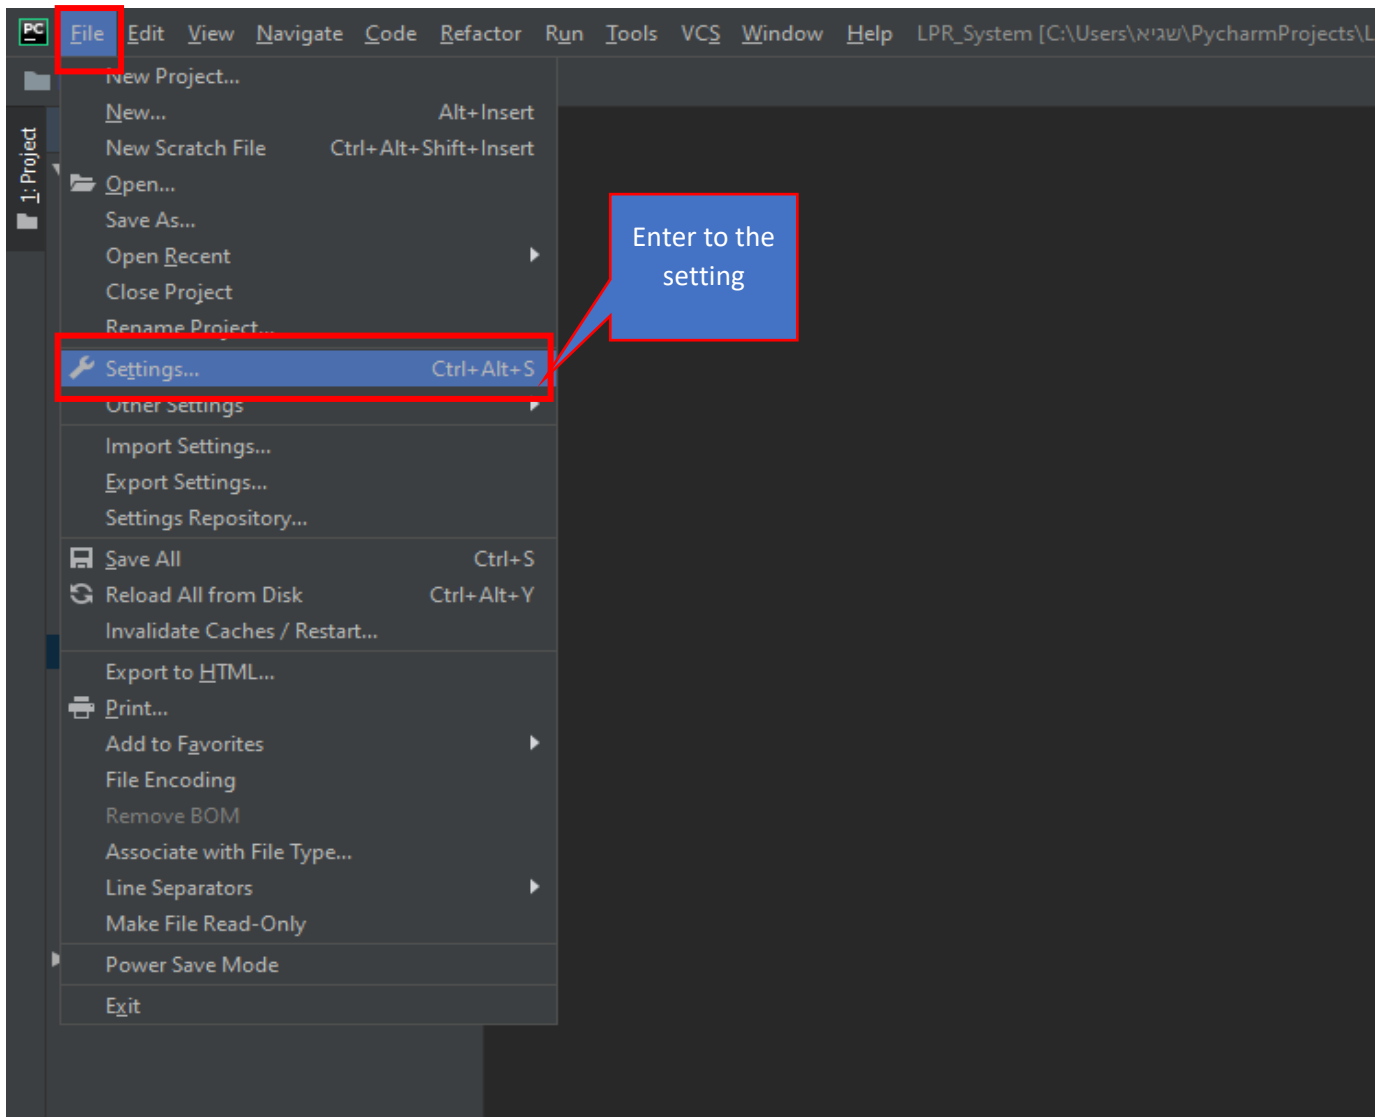 PC File Edit View Navigate Code Refactor Run Tools VCS Window Help LPR_System [C:\Users\שגיא\PycharmProjects\L
1: Project
New Project...
New... Alt+Insert
New Scratch File Ctrl+Alt+Shift+Insert
Open...
Save As...
Open Recent
Close Project
Rename Project...
Settings... Ctrl+Alt+S
Other Settings
Import Settings...
Export Settings...
Settings Repository...
Save All Ctrl+S
Reload All from Disk Ctrl+Alt+Y
Invalidate Caches / Restart...
Export to HTML...
Print...
Add to Favorites
File Encoding
Remove BOM
Associate with File Type...
Line Separators
Make File Read-Only
Power Save Mode
Exit
Enter to the
setting